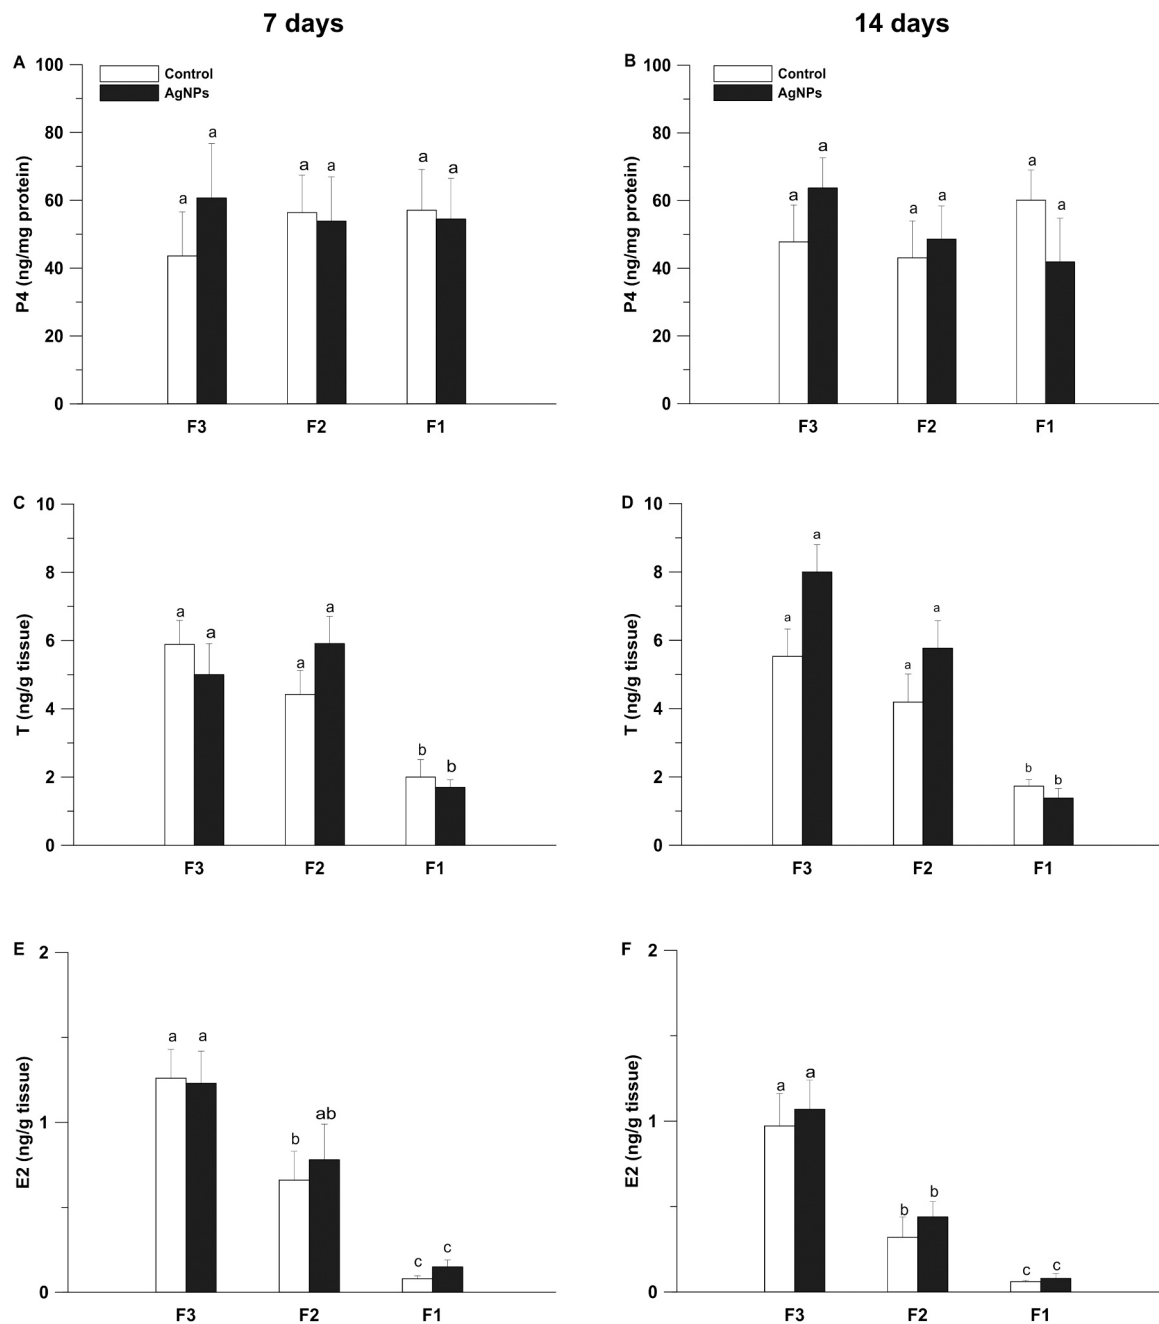 7 days
14 days
A
100
80
60
40
20
0
P4 (ng/mg protein)
Control
AgNPs
a
a
a
a
a
a
F3
F2
F1
B
100
80
60
40
20
0
P4 (ng/mg protein)
Control
AgNPs
a
a
a
a
a
a
F3
F2
F1
C
10
8
6
4
2
0
T (ng/g tissue)
a
a
a
a
b
b
F3
F2
F1
D
10
8
6
4
2
0
T (ng/g tissue)
a
a
a
a
b
b
F3
F2
F1
E
2
1
0
E2 (ng/g tissue)
a
a
b
ab
c
c
F3
F2
F1
F
2
1
0
E2 (ng/g tissue)
a
a
b
b
c
c
F3
F2
F1